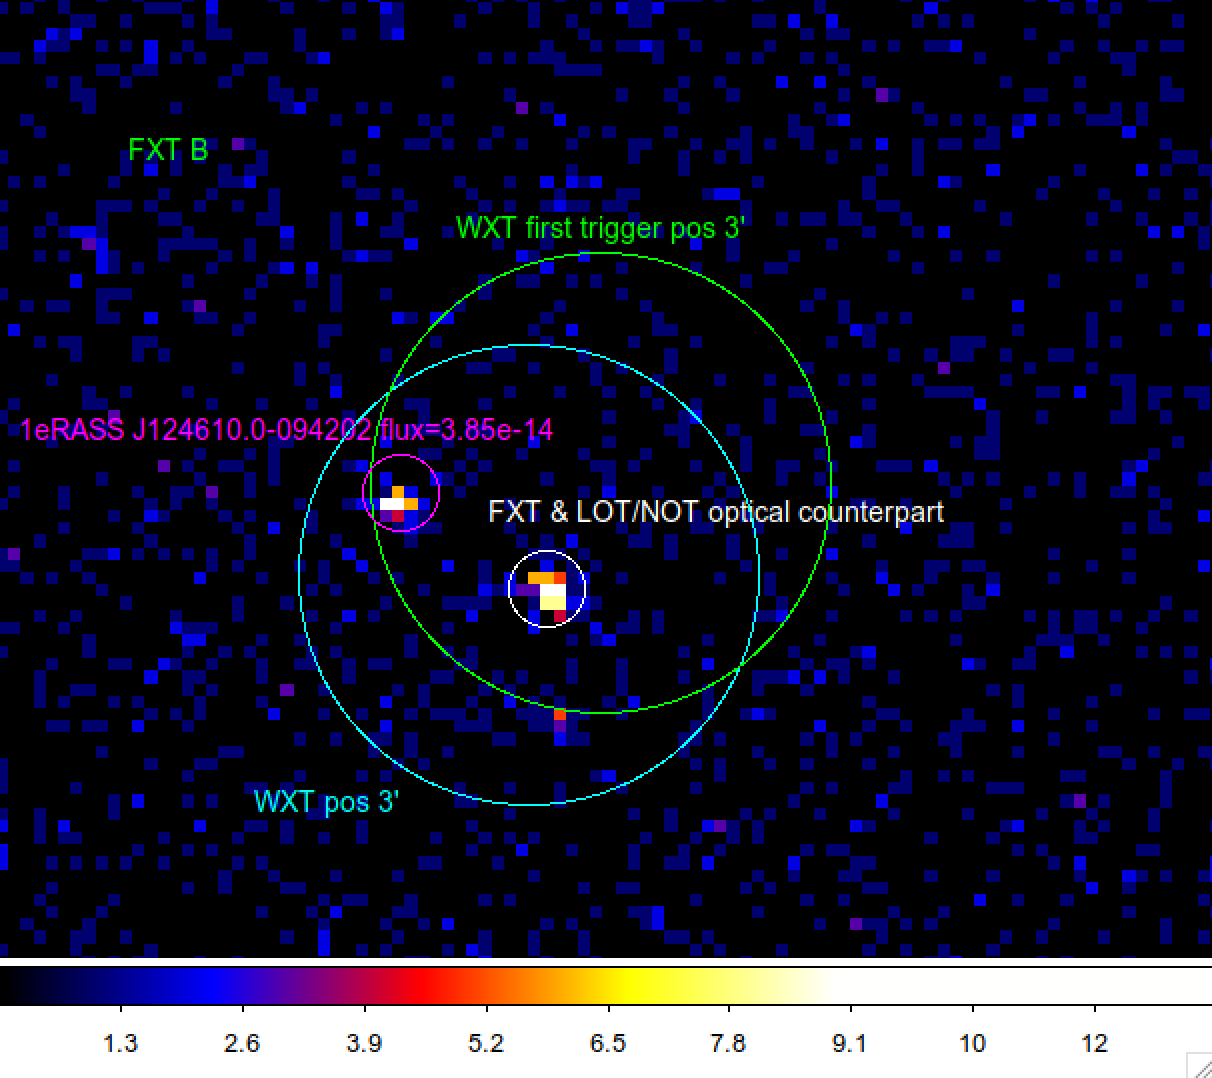 FXT B
WXT first trigger pos 3'
1eRASS J124610.0-094202 flux=3.85e-14
FXT & LOT/NOT optical counterpart
WXT pos 3'
1.3 2.6 3.9 5.2 6.5 7.8 9.1 10 12